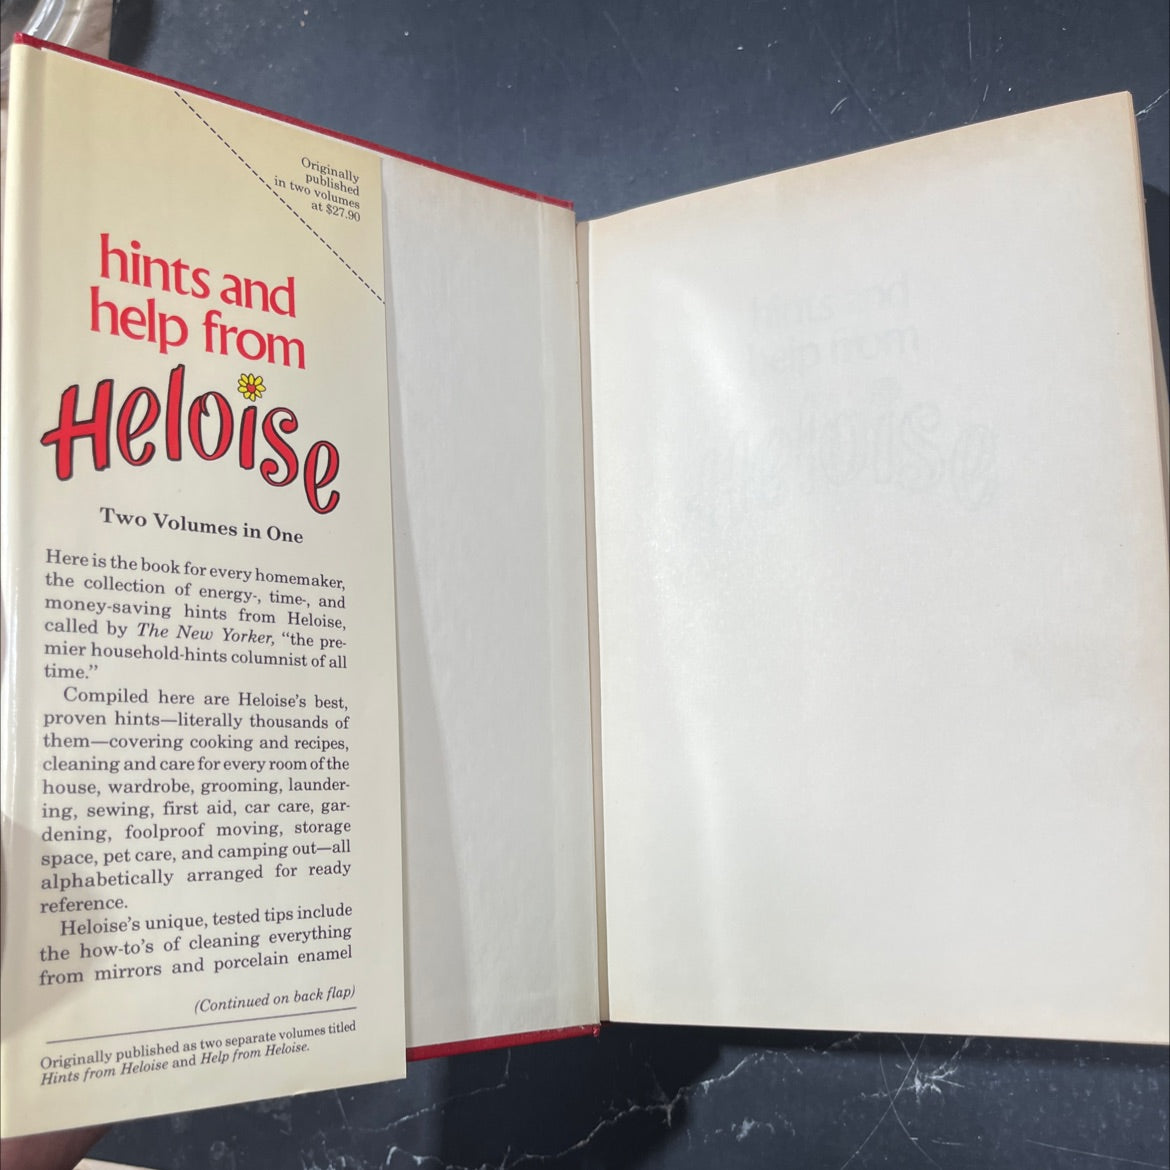 Originally
published
in two volumes
at $27.90
hints and
help from
Heloise
Two Volumes in One
Here is the book for every homemaker,
the collection of energy-, time-, and
money-saving hints from Heloise,
called by The New Yorker, “the pre-
mier household-hints columnist of all
time.”
Compiled here are Heloise’s best,
proven hints—literally thousands of
them—covering cooking and recipes,
cleaning and care for every room of the
house, wardrobe, grooming, launder-
ing, sewing, first aid, car care, gar-
dening, foolproof moving, storage
space, pet care, and camping out—all
alphabetically arranged for ready
reference.
Heloise’s unique, tested tips include
the how-to’s of cleaning everything
from mirrors and porcelain enamel
(Continued on back flap)
Originally published as two separate volumes titled
Hints from Heloise and Help from Heloise.
hints and
help from
Heloise